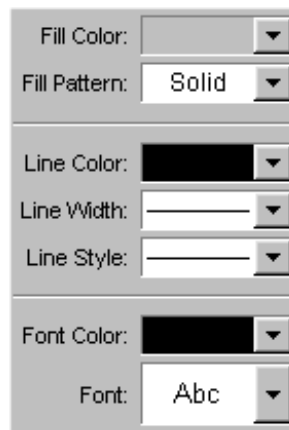 Fill Color:
Fill Pattern: Solid
Line Color:
Line Width:
Line Style:
Font Color:
Font: Abc